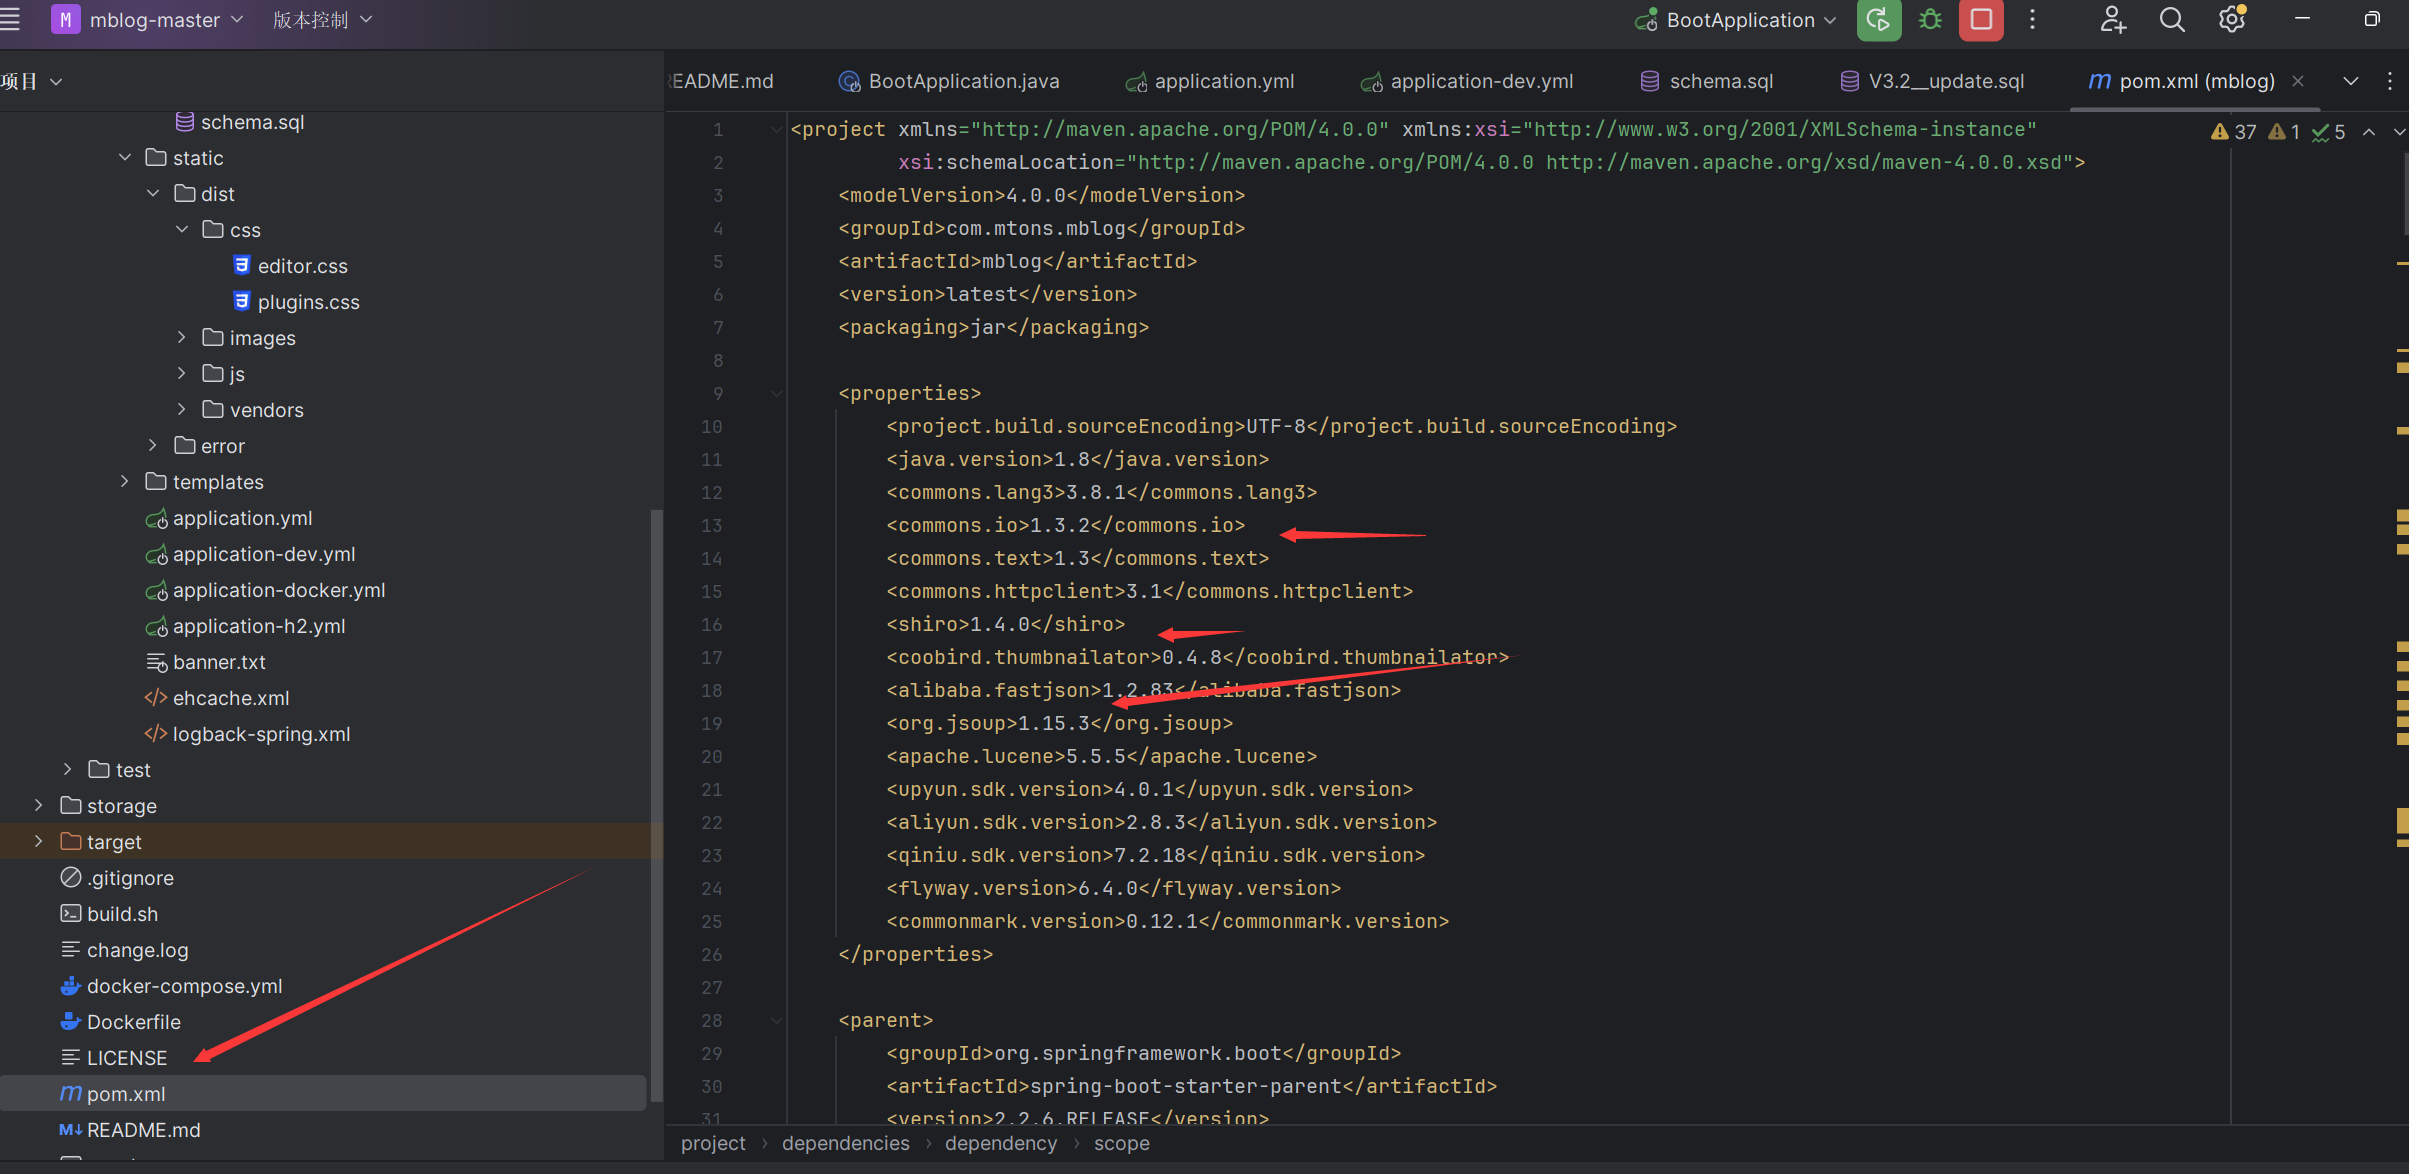 M mblog-master 版本控制 BootApplication
项目
EADME.md BootApplication.java application.yml application-dev.yml schema.sql V3.2__update.sql m pom.xml (mblog)
schema.sql
static
dist
css
editor.css
plugins.css
images
js
vendors
error
templates
application.yml
application-dev.yml
application-docker.yml
application-h2.yml
banner.txt
ehcache.xml
logback-spring.xml
test
storage
target
.gitignore
build.sh
change.log
docker-compose.yml
Dockerfile
LICENSE
m pom.xml
M↓ README.md
37 1 5
1 <project xmlns="http://maven.apache.org/POM/4.0.0" xmlns:xsi="http://www.w3.org/2001/XMLSchema-instance"
2 xsi:schemaLocation="http://maven.apache.org/POM/4.0.0 http://maven.apache.org/xsd/maven-4.0.0.xsd">
3 <modelVersion>4.0.0</modelVersion>
4 <groupId>com.mtons.mblog</groupId>
5 <artifactId>mblog</artifactId>
6 <version>latest</version>
7 <packaging>jar</packaging>
8
9 <properties>
10 <project.build.sourceEncoding>UTF-8</project.build.sourceEncoding>
11 <java.version>1.8</java.version>
12 <commons.lang3>3.8.1</commons.lang3>
13 <commons.io>1.3.2</commons.io>
14 <commons.text>1.3</commons.text>
15 <commons.httpclient>3.1</commons.httpclient>
16 <shiro>1.4.0</shiro>
17 <coobird.thumbnailator>0.4.8</coobird.thumbnailator>
18 <alibaba.fastjson>1.2.83</alibaba.fastjson>
19 <org.jsoup>1.15.3</org.jsoup>
20 <apache.lucene>5.5.5</apache.lucene>
21 <upyun.sdk.version>4.0.1</upyun.sdk.version>
22 <aliyun.sdk.version>2.8.3</aliyun.sdk.version>
23 <qiniu.sdk.version>7.2.18</qiniu.sdk.version>
24 <flyway.version>6.4.0</flyway.version>
25 <commonmark.version>0.12.1</commonmark.version>
26 </properties>
27
28 <parent>
29 <groupId>org.springframework.boot</groupId>
30 <artifactId>spring-boot-starter-parent</artifactId>
31 <version>2.2.6.RELEASE</version>
project > dependencies > dependency > scope